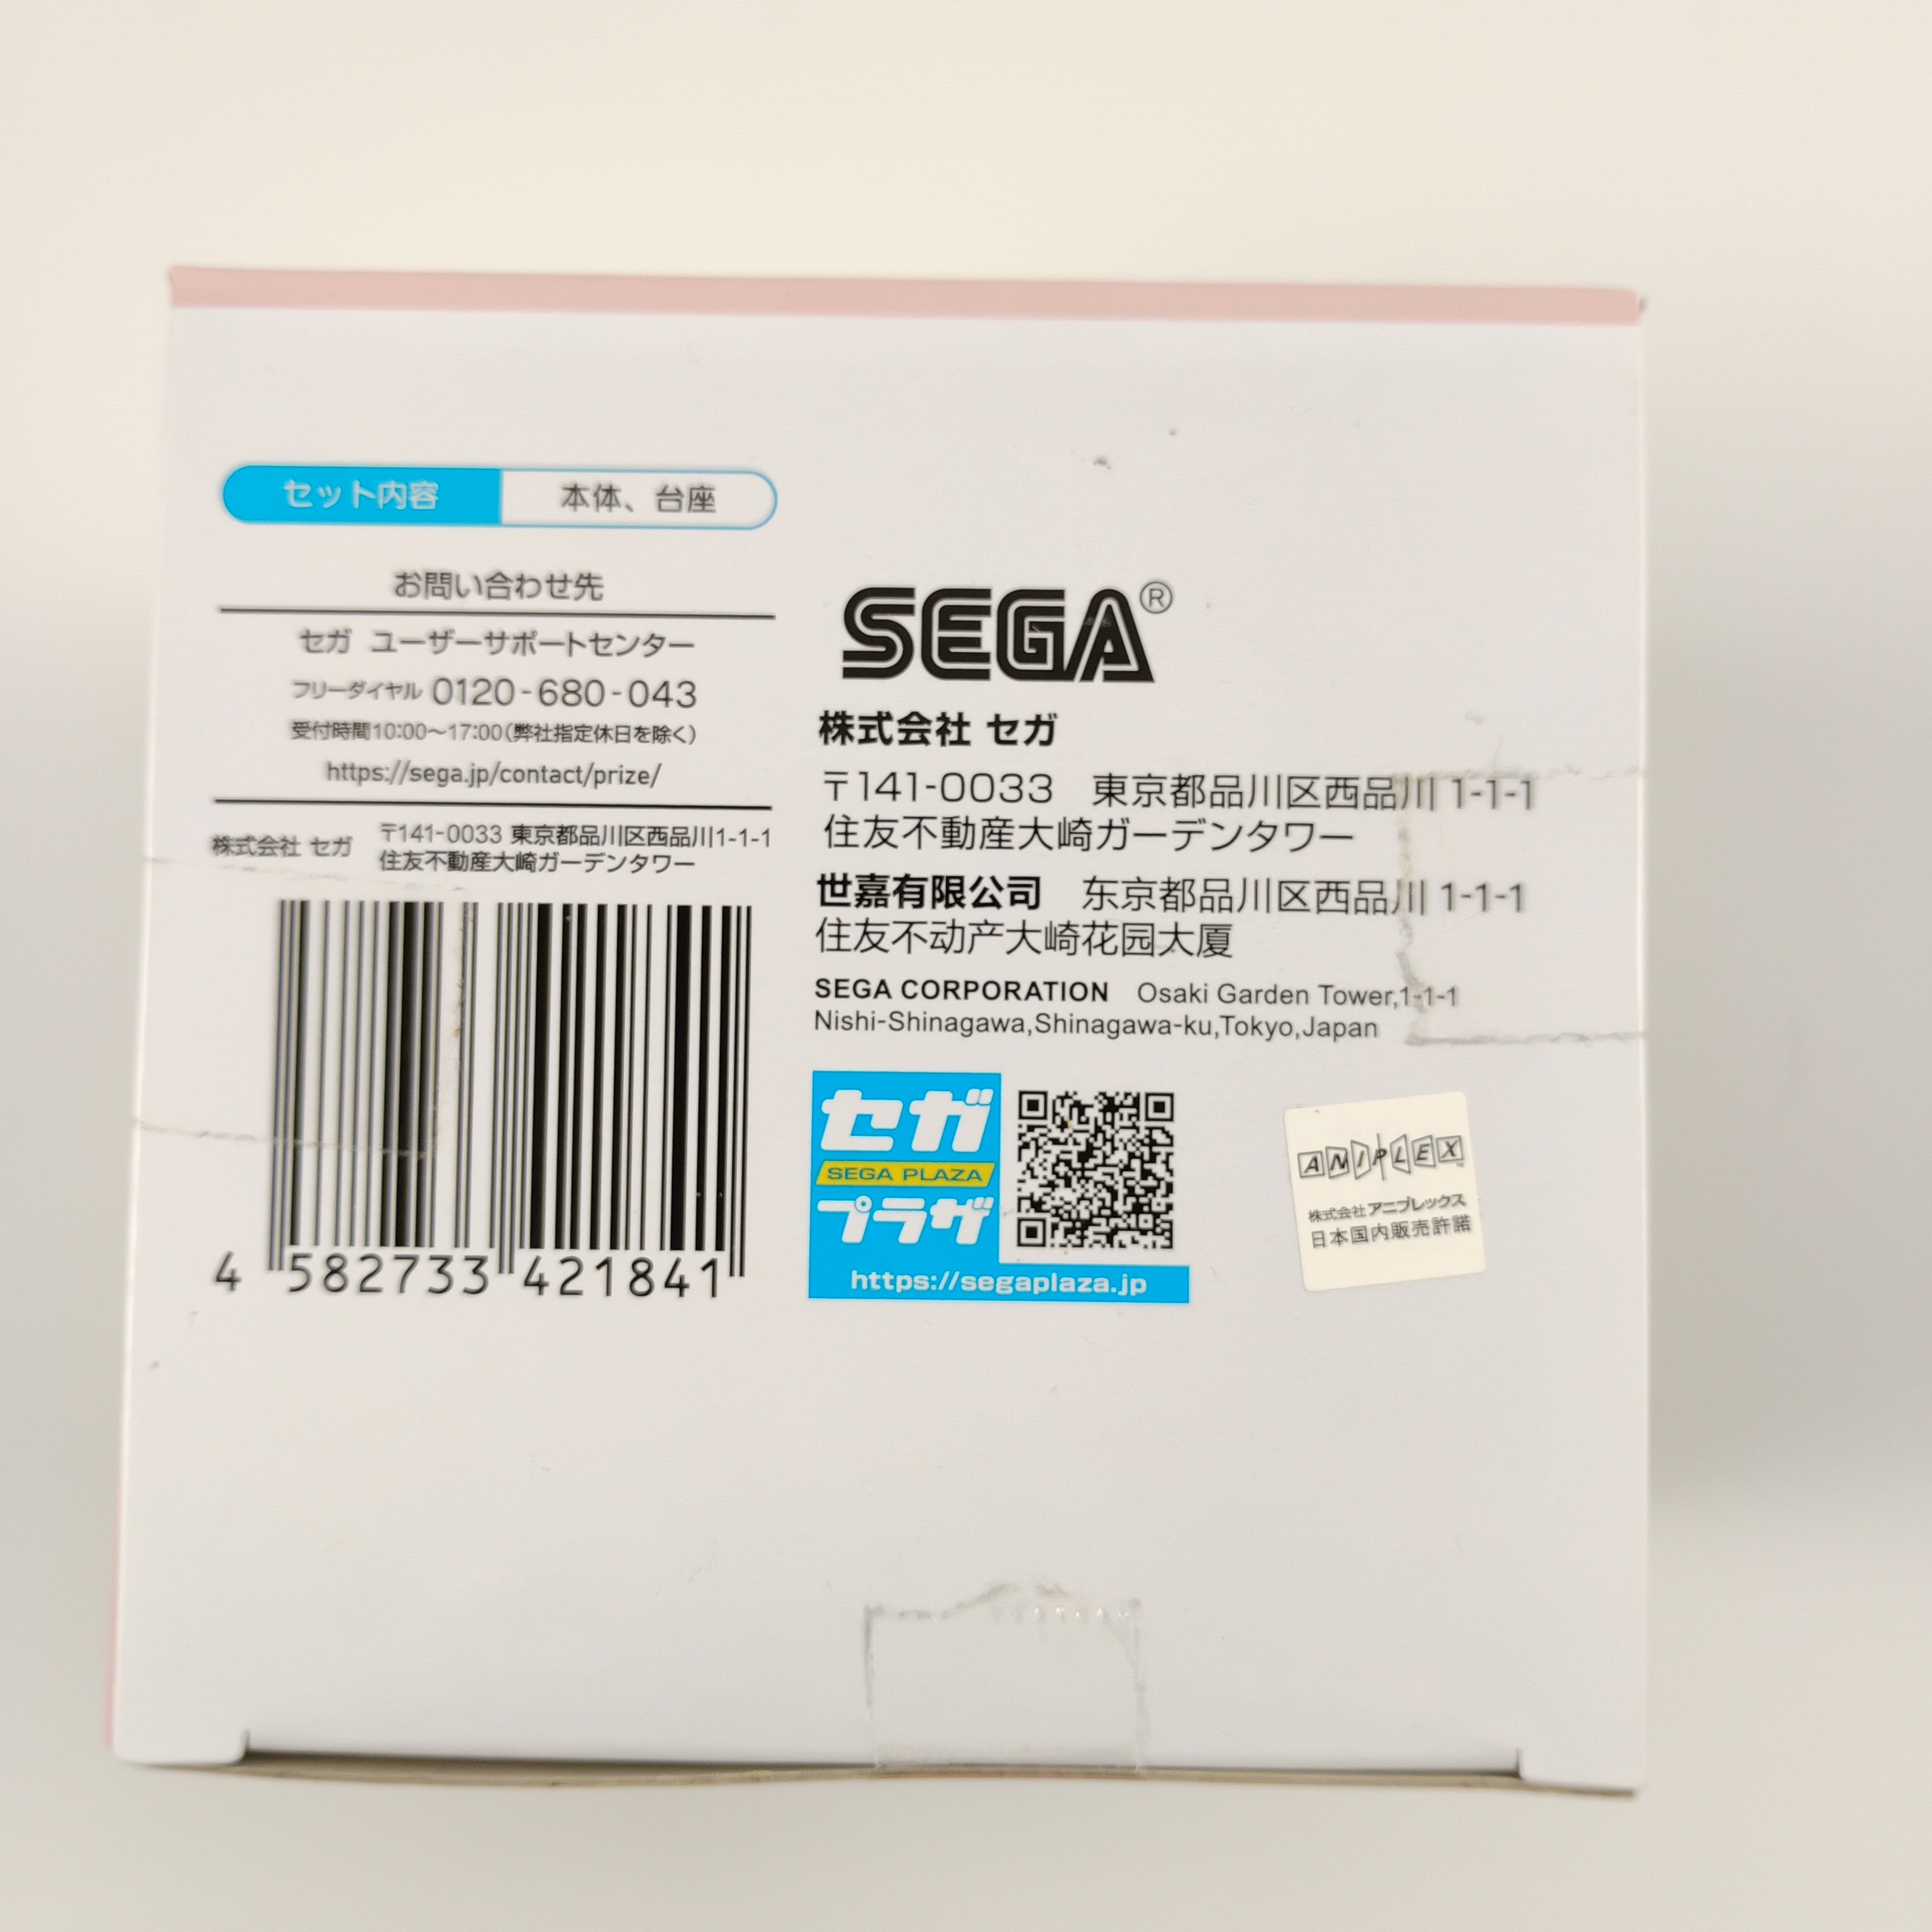 セット内容 本体、台座
お問い合わせ先
セガ ユーザーサポートセンター
フリーダイヤル 0120-680-043
受付時間10:00〜17:00(弊社指定休日を除く)
https://sega.jp/contact/prize/
株式会社 セガ
〒141-0033 東京都品川区西品川1-1-1
住友不動産大崎ガーデンタワー
4 582733 421841
SEGA®
株式会社 セガ
〒141-0033 東京都品川区西品川 1-1-1
住友不動産大崎ガーデンタワー
世嘉有限公司 东京都品川区西品川 1-1-1
住友不动产大崎花园大厦
SEGA CORPORATION Osaki Garden Tower,1-1-1
Nishi-Shinagawa,Shinagawa-ku,Tokyo,Japan
セガ
SEGA PLAZA
プラザ
https://segaplaza.jp
ANIPLEX
株式会社アニプレックス
日本国内販売許諾